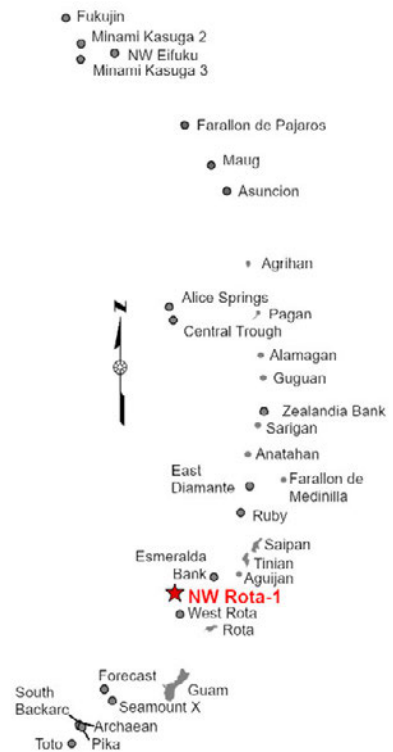 Fukujin
Minami Kasuga 2
NW Eifuku
Minami Kasuga 3
Farallon de Pajaros
Maug
Asuncion
Agrihan
Alice Springs
N
Pagan
Central Trough
Alamagan
Guguan
Zealandia Bank
Sarigan
Anatahan
East
Diamante
Farallon de
Medinilla
Ruby
Saipan
Esmeralda
Bank
Tinian
Aguijan
NW Rota-1
West Rota
Rota
Forecast
Guam
South
Backarc
Seamount X
Archaean
Toto
Pika